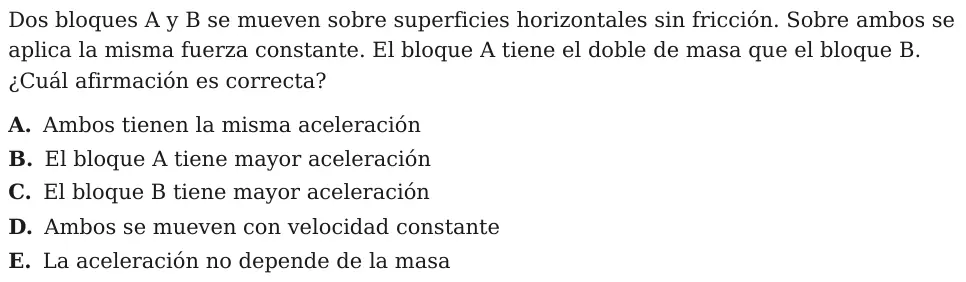 Dos bloques A y B se mueven sobre superficies horizontales sin fricción. Sobre ambos se
aplica la misma fuerza constante. El bloque A tiene el doble de masa que el bloque B.
¿Cuál afirmación es correcta?
A. Ambos tienen la misma aceleración
B. El bloque A tiene mayor aceleración
C. El bloque B tiene mayor aceleración
D. Ambos se mueven con velocidad constante
E. La aceleración no depende de la masa